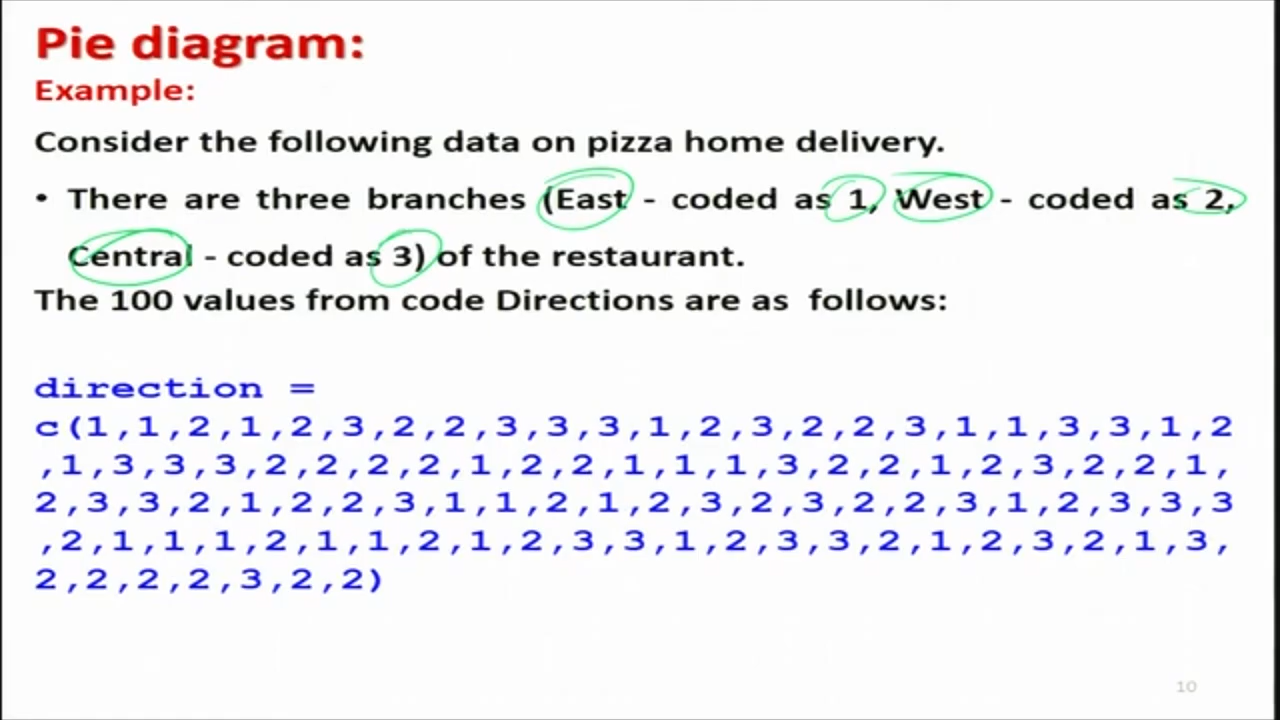 Pie diagram:
Example:
Consider the following data on pizza home delivery.
• There are three branches (East - coded as 1, West - coded as 2,
Central - coded as 3) of the restaurant.
The 100 values from code Directions are as follows:
direction =
c(1,1,2,1,2,3,2,2,3,3,3,1,2,3,2,2,3,1,1,3,3,1,2
,1,3,3,3,2,2,2,2,1,2,2,1,1,1,3,2,2,1,2,3,2,2,1,
2,3,3,2,1,2,2,3,1,1,2,1,2,3,2,3,2,2,3,1,2,3,3,3
,2,1,1,1,2,1,1,2,1,2,3,3,1,2,3,3,2,1,2,3,2,1,3,
2,2,2,2,3,2,2)
10